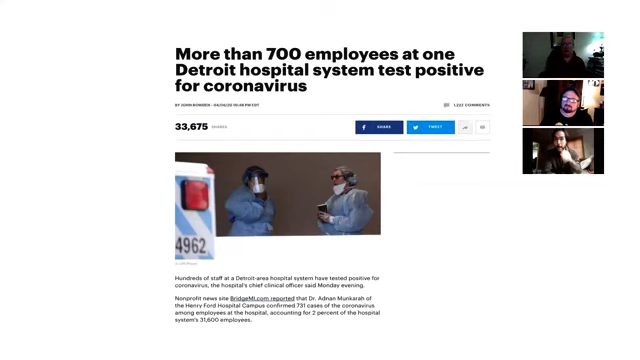 More than 700 employees at one
Detroit hospital system test positive
for coronavirus
BY JOHN BOWDEN - 04/06/20 10:48 PM EDT
1,222 COMMENTS
33,675 SHARES
SHARE
TWEET
4962
Hundreds of staff at a Detroit-area hospital system have tested positive for
coronavirus, the hospital's chief clinical officer said Monday evening.
Nonprofit news site BridgeMI.com reported that Dr. Adnan Munkarah of
the Henry Ford Hospital Campus confirmed 731 cases of the coronavirus
among employees at the hospital, accounting for 2 percent of the hospital
system's 31,600 employees.